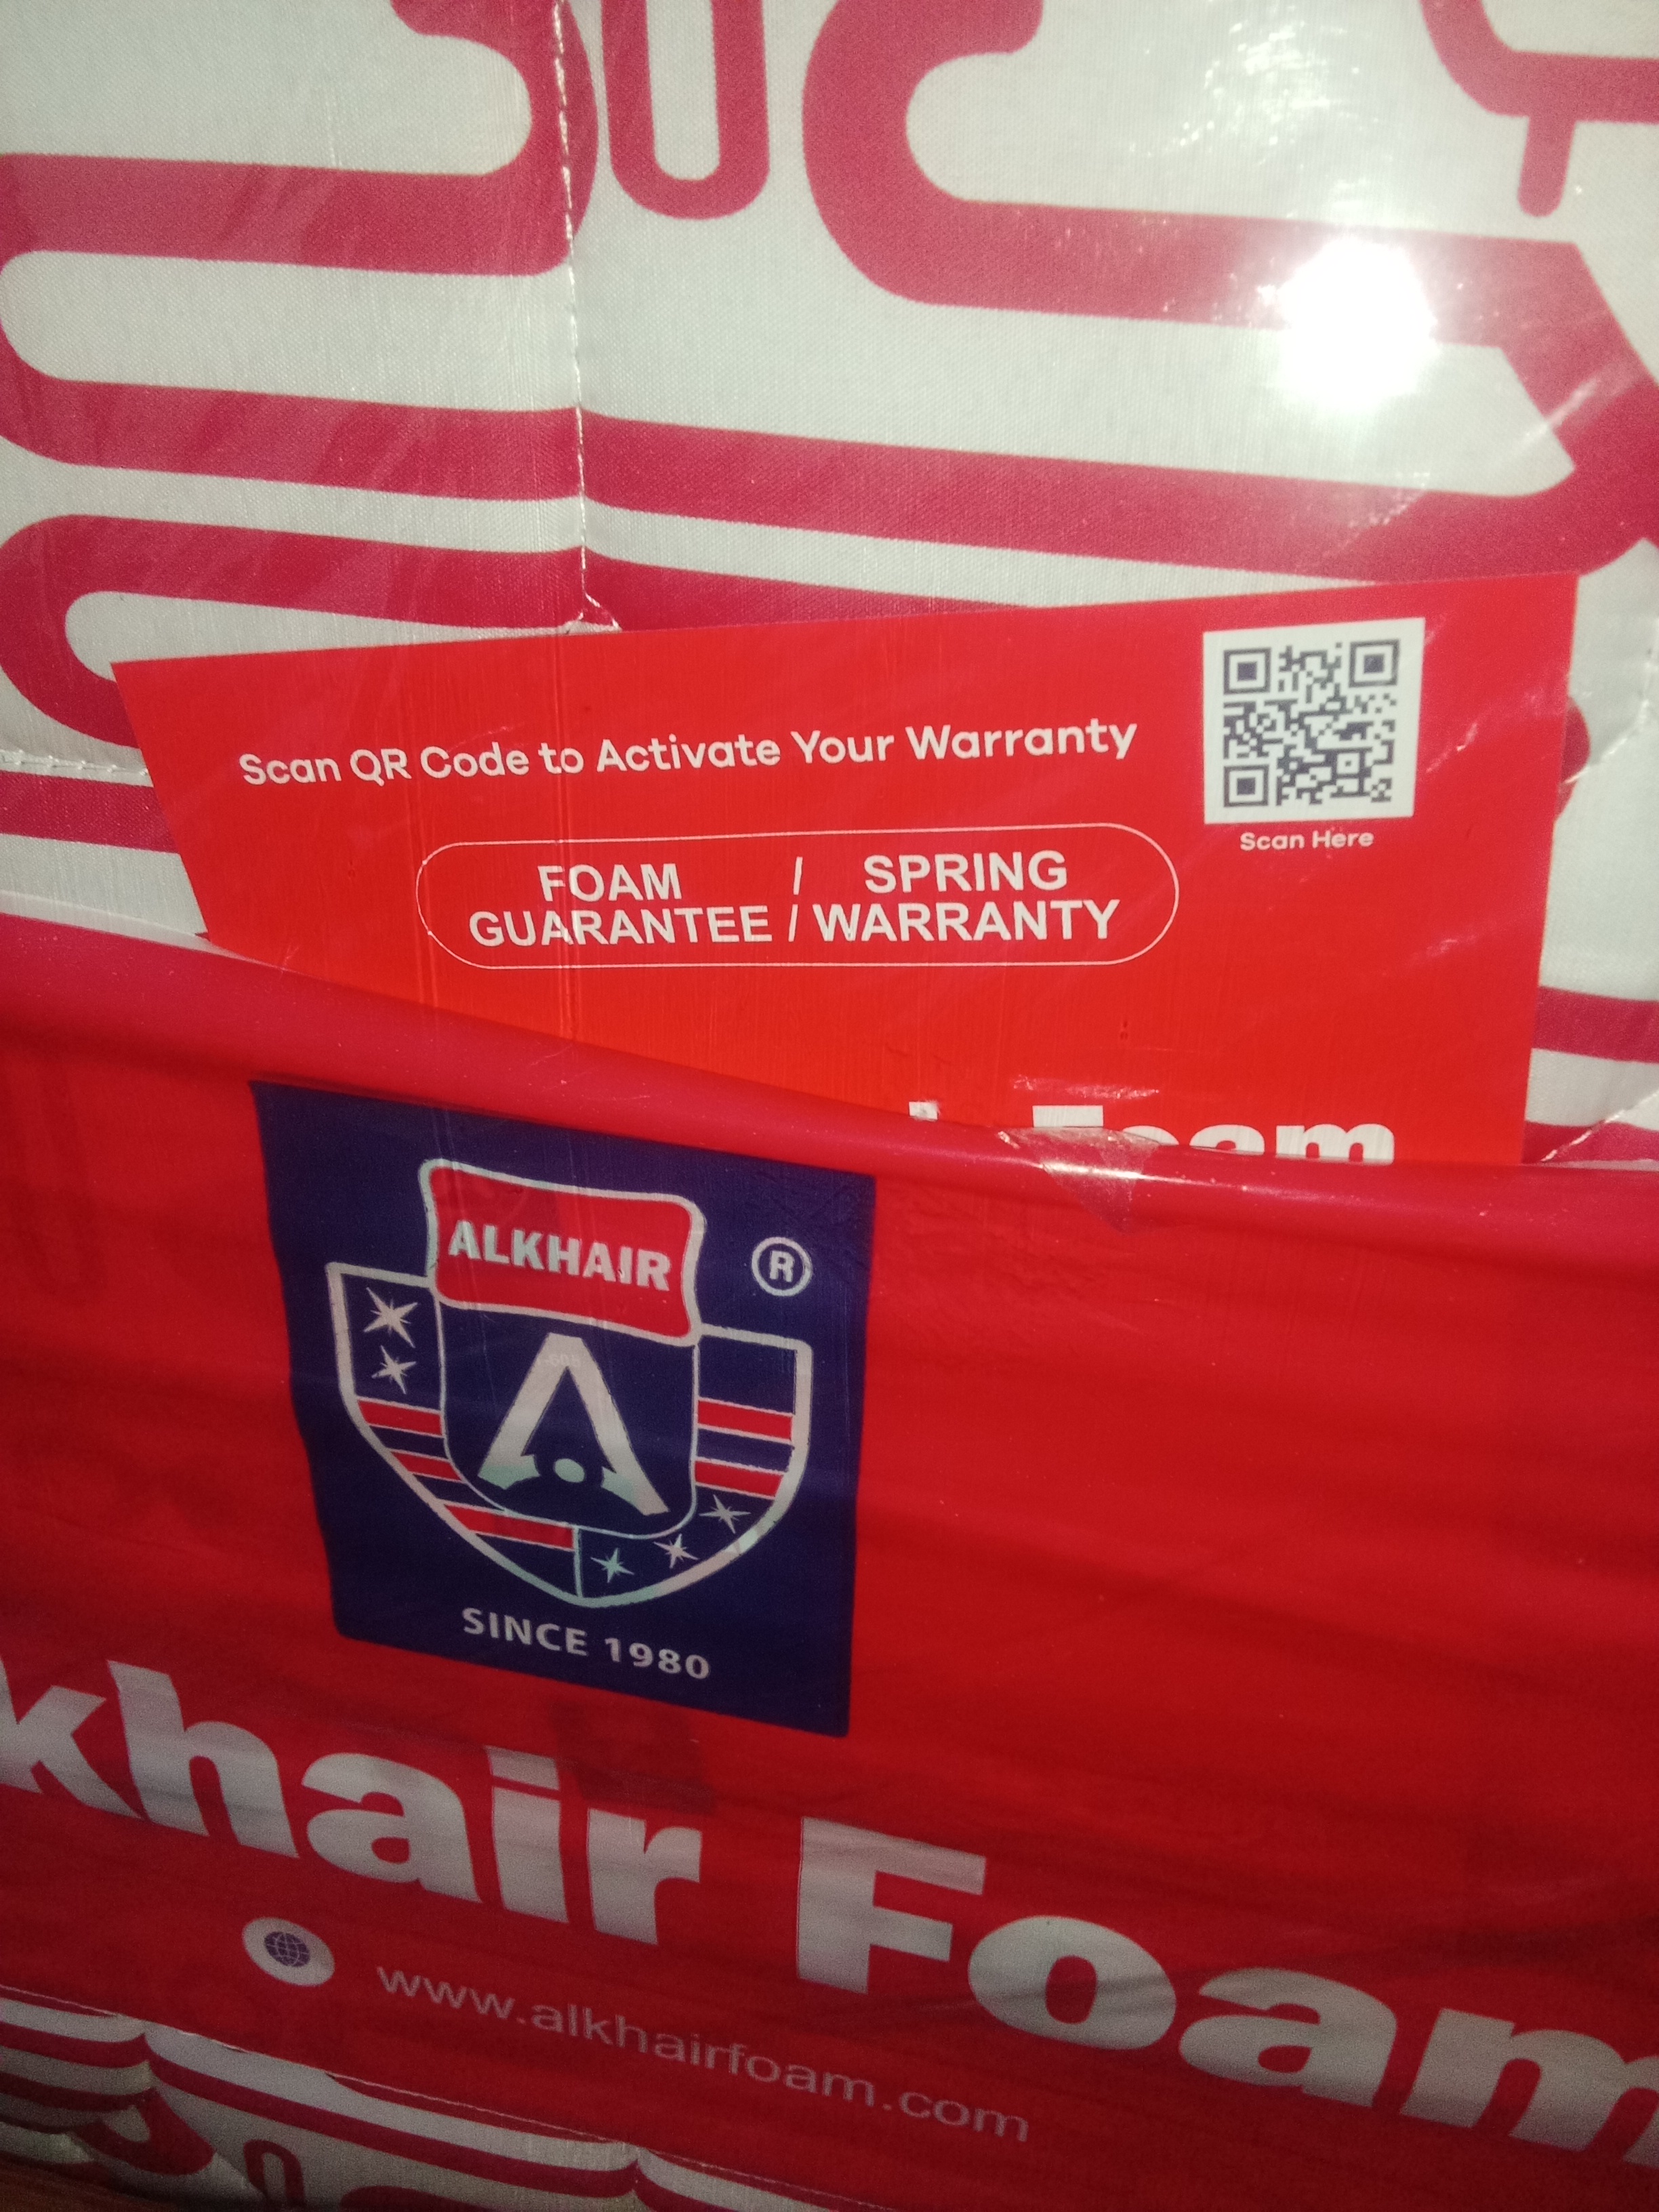 Scan QR Code to Activate Your Warranty
Scan Here
FOAM / SPRING
GUARANTEE / WARRANTY
Foam
ALKHAIR
®
SINCE 1980
khair Foam
www.alkhairfoam.com